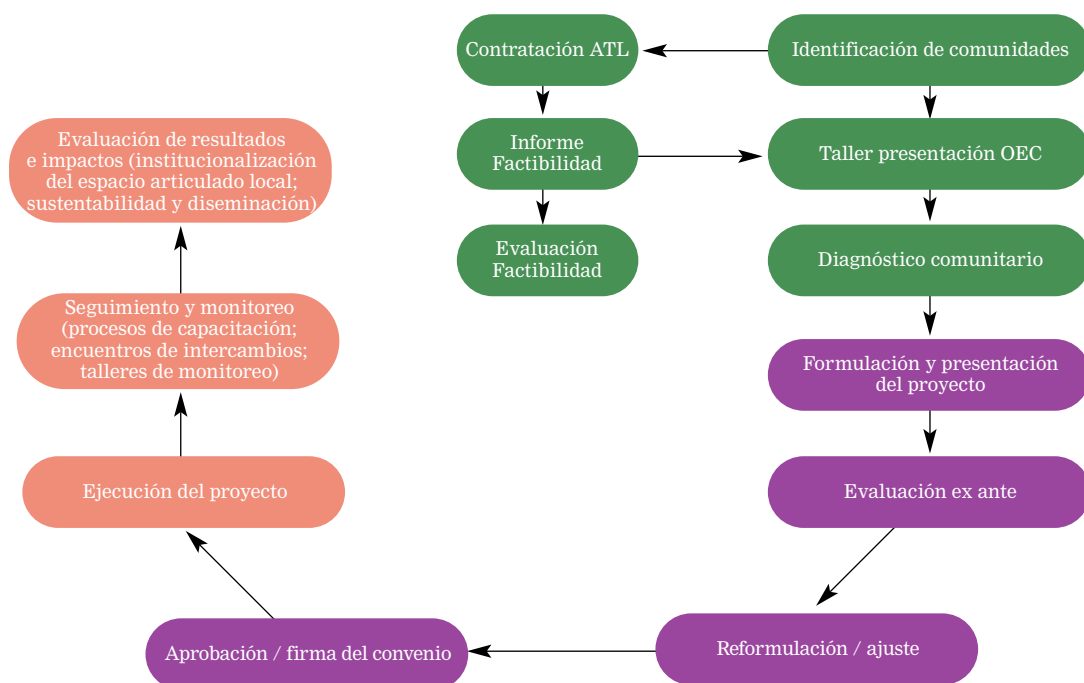 Contratación ATL
Identificación de comunidades
Evaluación de resultados
e impactos (institucionalización
del espacio articulado local;
sustentabilidad y diseminación)
Informe
Factibilidad
Taller presentación OEC
Evaluación
Factibilidad
Diagnóstico comunitario
Seguimiento y monitoreo
(procesos de capacitación;
encuentros de intercambios;
talleres de monitoreo)
Formulación y presentación
del proyecto
Ejecución del proyecto
Evaluación ex ante
Aprobación / firma del convenio
Reformulación / ajuste